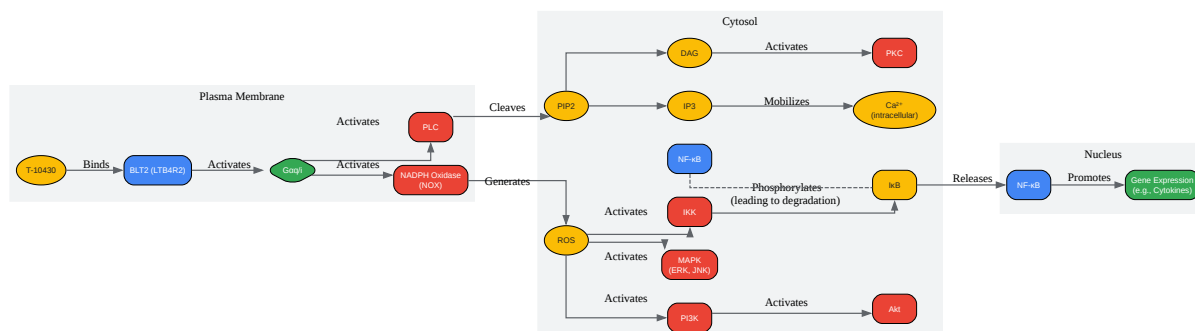 Cytosol
DAG
Activates
PKC
Plasma Membrane
Cleaves
PIP2
IP3
Mobilizes
Ca²⁺
(intracellular)
Activates
PLC
T-10430
Binds
BLT2 (LTB4R2)
Activates
Gαq/i
Activates
NADPH Oxidase
(NOX)
Generates
NF-κB
Phosphorylates
(leading to degradation)
IκB
Releases
Nucleus
NF-κB
Promotes
Gene Expression
(e.g., Cytokines)
Activates
IKK
ROS
Activates
MAPK
(ERK, JNK)
Activates
PI3K
Activates
Akt